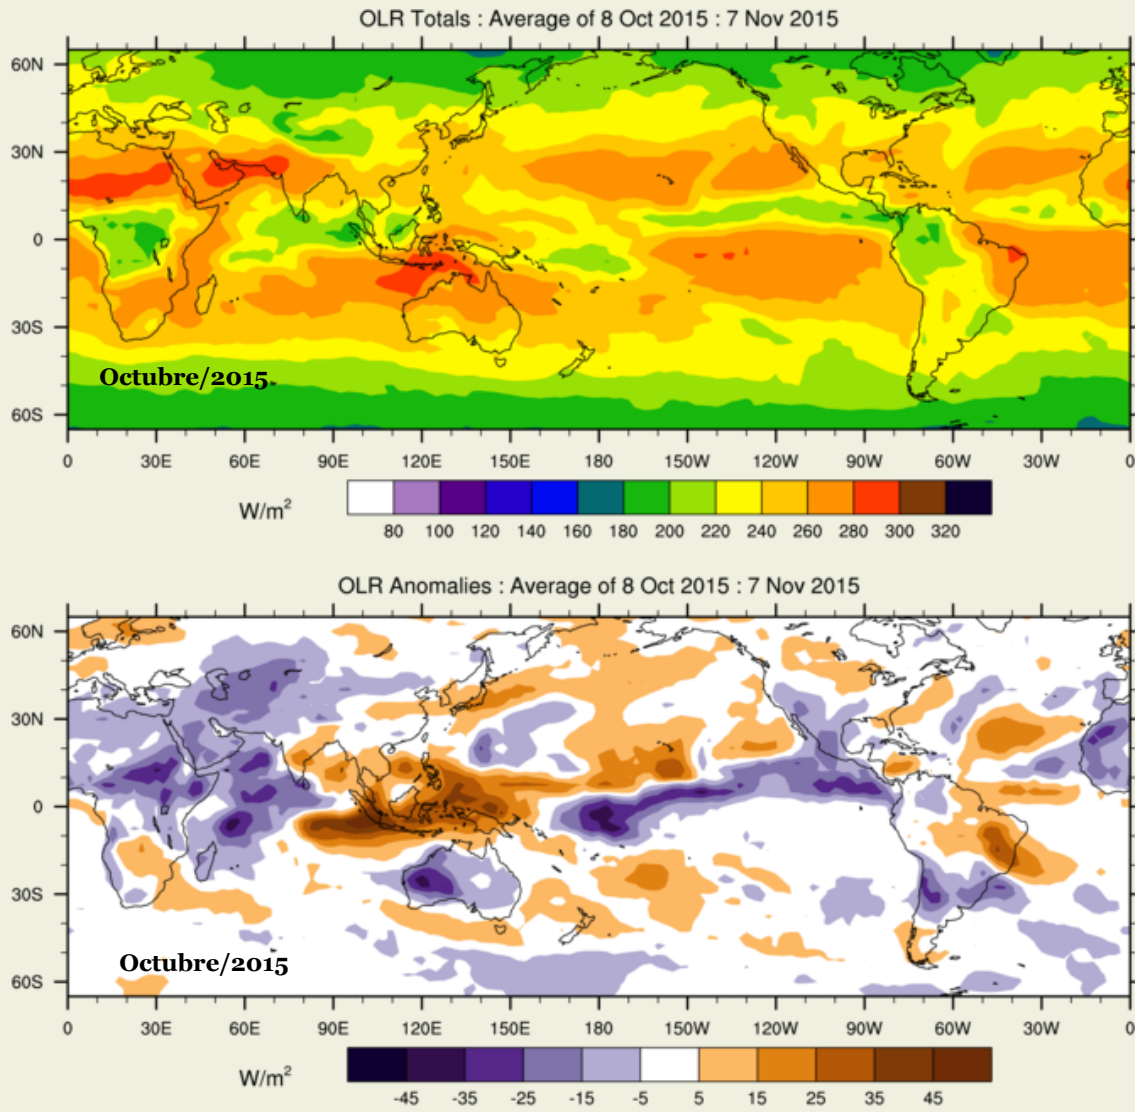 OLR Totals : Average of 8 Oct 2015 : 7 Nov 2015
60N
30N
0
30S
60S
Octubre/2015
0 30E 60E 90E 120E 150E 180 150W 120W 90W 60W 30W 0
W/m²
80 100 120 140 160 180 200 220 240 260 280 300 320
OLR Anomalies : Average of 8 Oct 2015 : 7 Nov 2015
60N
30N
0
30S
60S
Octubre/2015
0 30E 60E 90E 120E 150E 180 150W 120W 90W 60W 30W 0
W/m²
-45 -35 -25 -15 -5 5 15 25 35 45